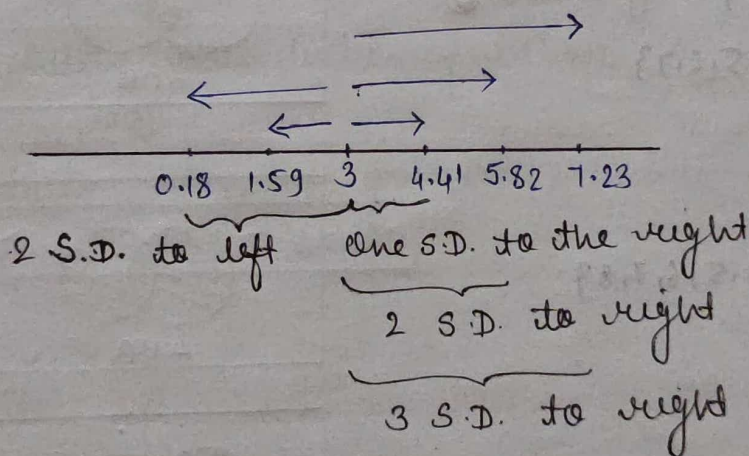 0.18 1.59 3 4.41 5.82 7.23
2 S.D. to left One S.D. to the right
2 S.D. to right
3 S.D. to right